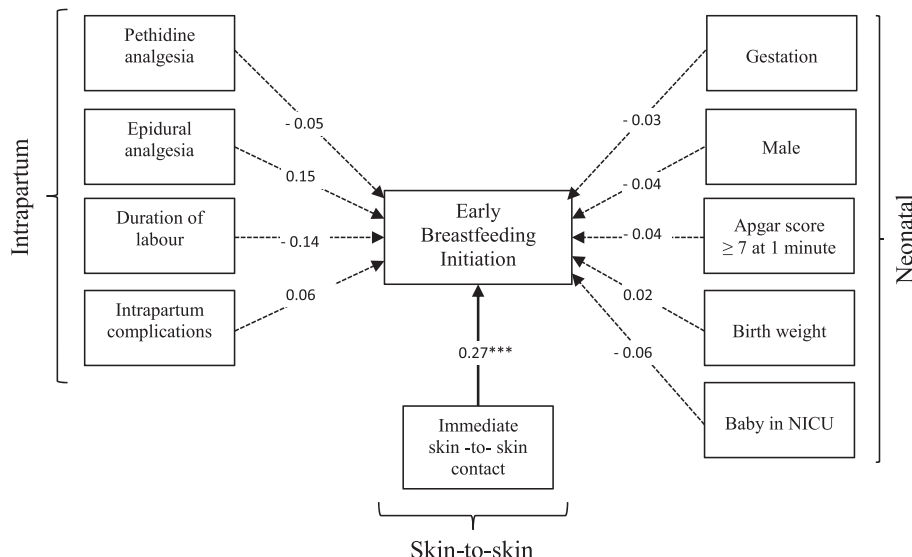 Intrapartum
Pethidine
analgesia
Epidural
analgesia
Duration of
labour
Intrapartum
complications
- 0.05
0.15
- 0.14
0.06
Early
Breastfeeding
Initiation
0.27***
Immediate
skin -to- skin
contact
Skin-to-skin
- 0.03
- 0.04
- 0.04
0.02
- 0.06
Gestation
Male
Apgar score
≥ 7 at 1 minute
Birth weight
Baby in NICU
Neonatal